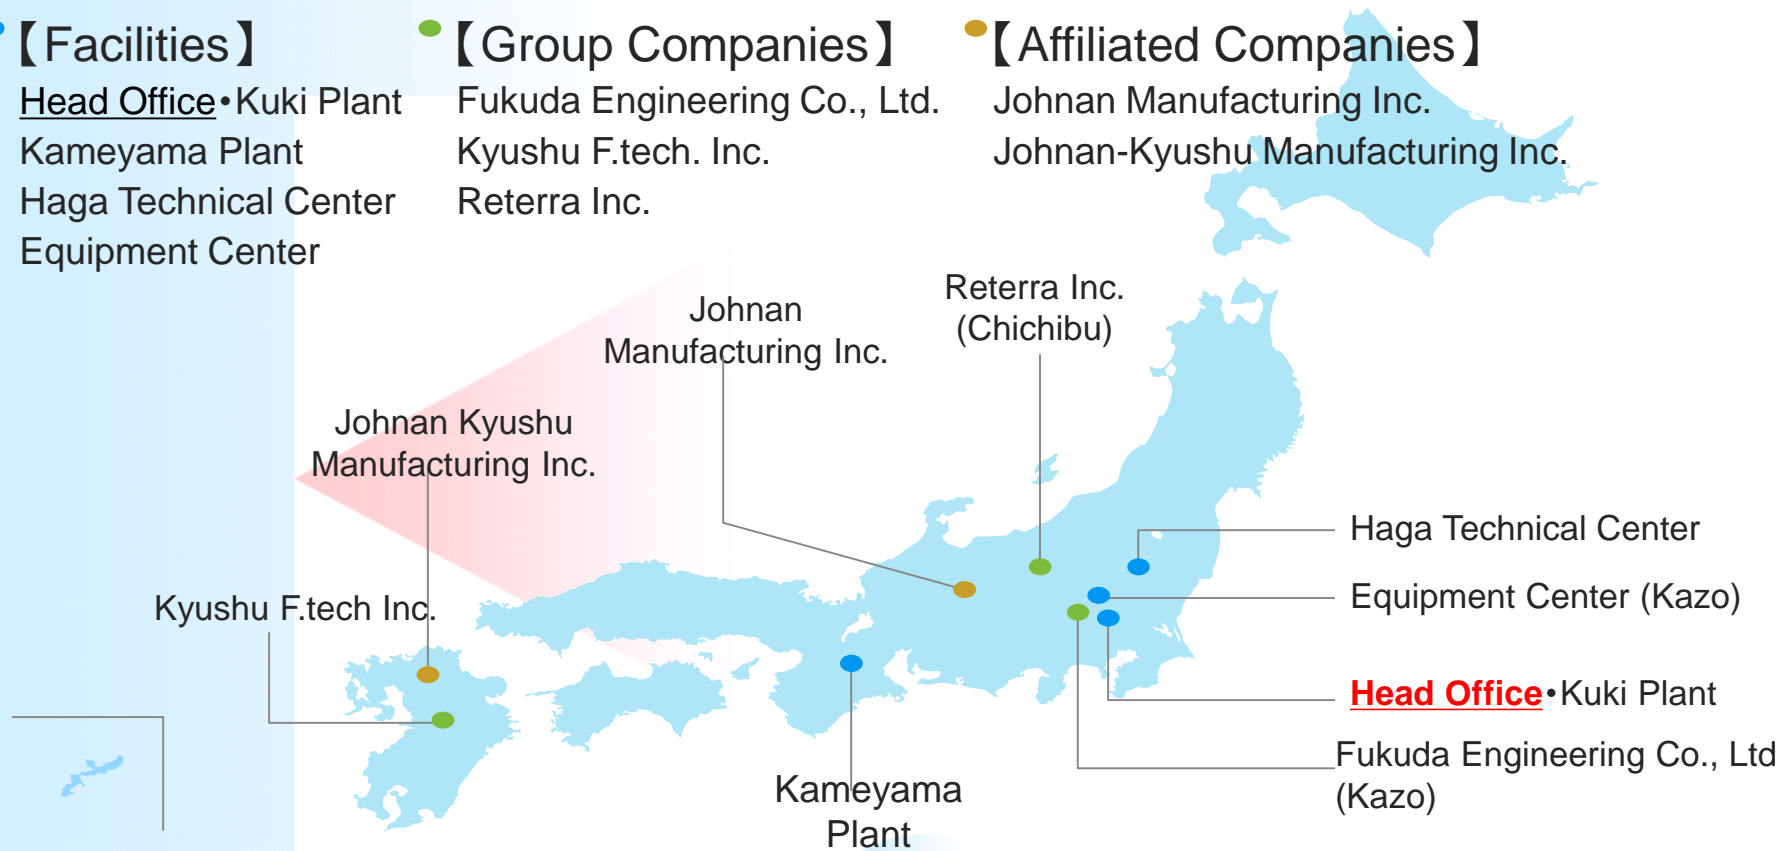 【Facilities】
Head Office•Kuki Plant
Kameyama Plant
Haga Technical Center
Equipment Center
【Group Companies】
Fukuda Engineering Co., Ltd.
Kyushu F.tech. Inc.
Reterra Inc.
【Affiliated Companies】
Johnan Manufacturing Inc.
Johnan-Kyushu Manufacturing Inc.
Reterra Inc.
(Chichibu)
Johnan
Manufacturing Inc.
Johnan Kyushu
Manufacturing Inc.
Kyushu F.tech Inc.
Haga Technical Center
Equipment Center (Kazo)
Head Office•Kuki Plant
Fukuda Engineering Co., Ltd
(Kazo)
Kameyama
Plant